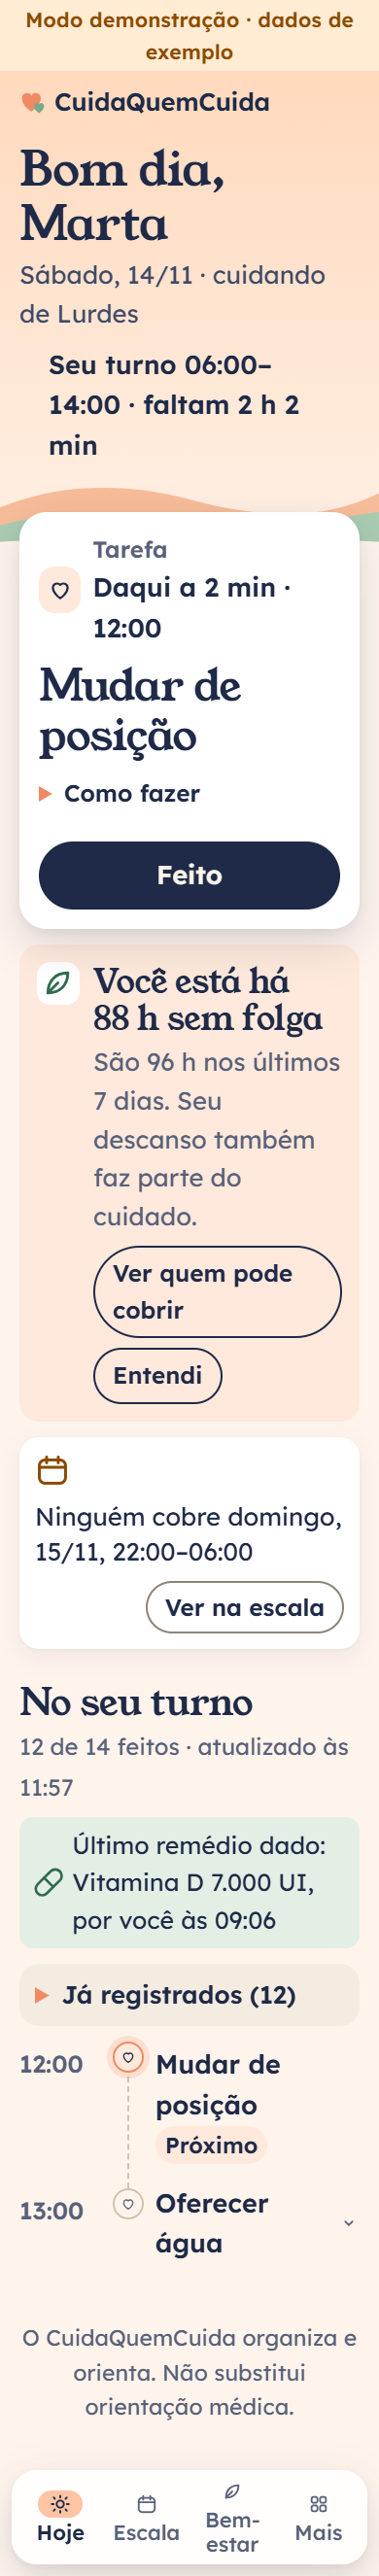 Modo demonstração · dados de
exemplo
CuidaQuemCuida
Bom dia,
Marta
Sábado, 14/11 · cuidando
de Lurdes
Seu turno 06:00–
14:00 · faltam 2 h 2
min
Tarefa
Daqui a 2 min ·
12:00
Mudar de
posição
Como fazer
Feito
Você está há
88 h sem folga
São 96 h nos últimos
7 dias. Seu
descanso também
faz parte do
cuidado.
Ver quem pode
cobrir
Entendi
Ninguém cobre domingo,
15/11, 22:00–06:00
Ver na escala
No seu turno
12 de 14 feitos · atualizado às
11:57
Último remédio dado:
Vitamina D 7.000 UI,
por você às 09:06
Já registrados (12)
12:00
Mudar de
posição
Próximo
13:00
Oferecer
água
O CuidaQuemCuida organiza e
orienta. Não substitui
orientação médica.
Hoje
Escala
Bem-
estar
Mais